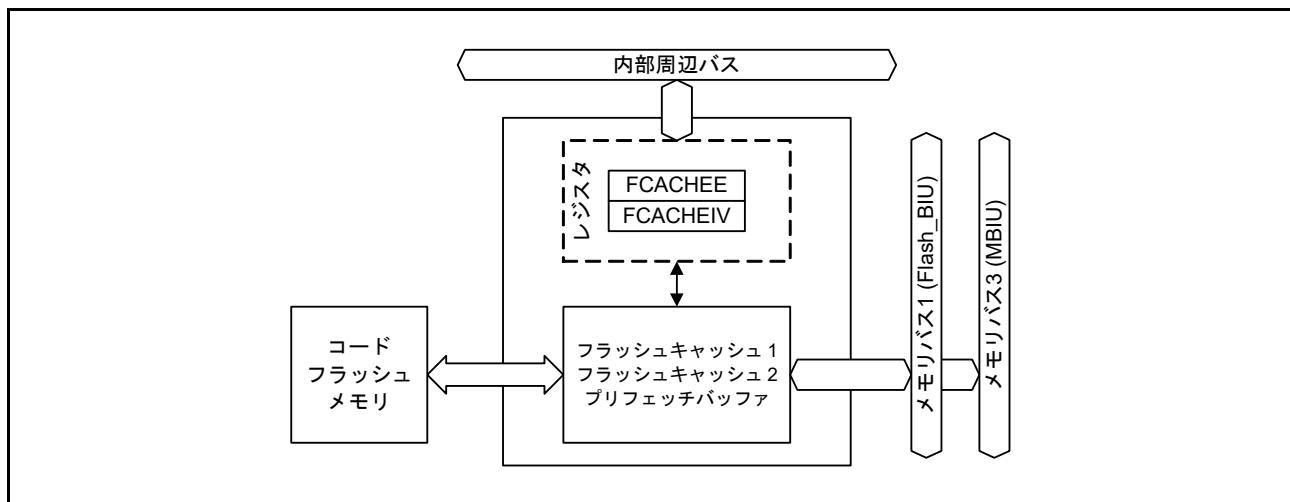 内部周辺バス
レジスタ
FCACHEE
FCACHEIV
コード
フラッシュ
メモリ
フラッシュキャッシュ1
フラッシュキャッシュ2
プリフェッチバッファ
メモリバス1 (Flash_BIU)
メモリバス3 (MBIU)